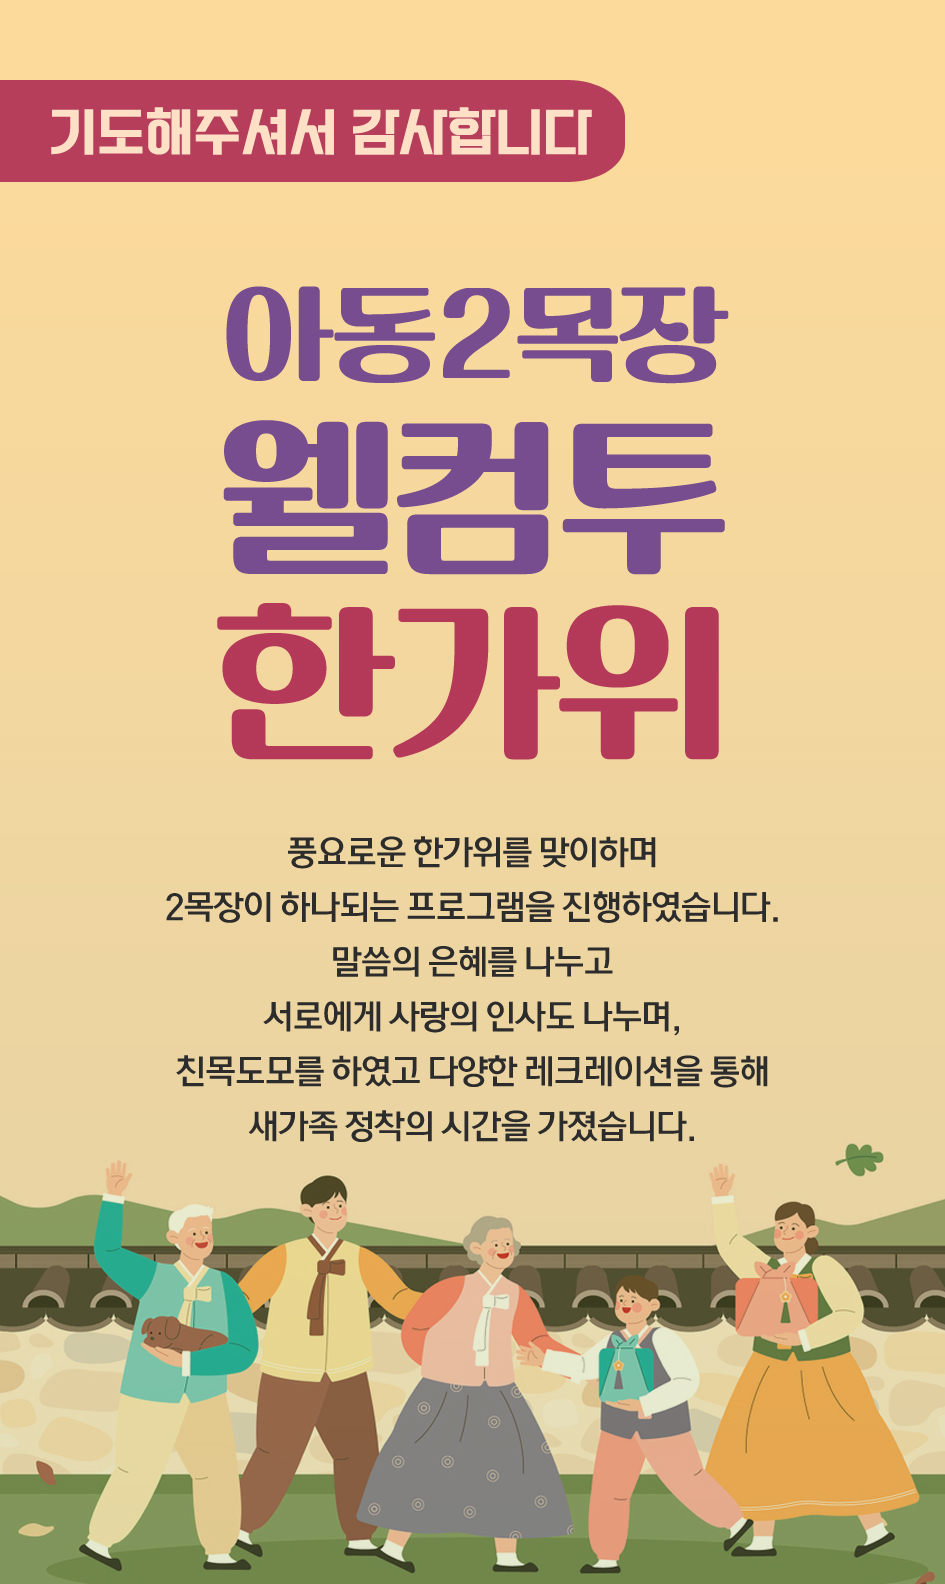 기도해주셔서 감사합니다
아동2목장
웰컴투
한가위
풍요로운 한가위를 맞이하며
2목장이 하나되는 프로그램을 진행하였습니다.
말씀의 은혜를 나누고
서로에게 사랑의 인사도 나누며,
친목도모를 하였고 다양한 레크레이션을 통해
새가족 정착의 시간을 가졌습니다.